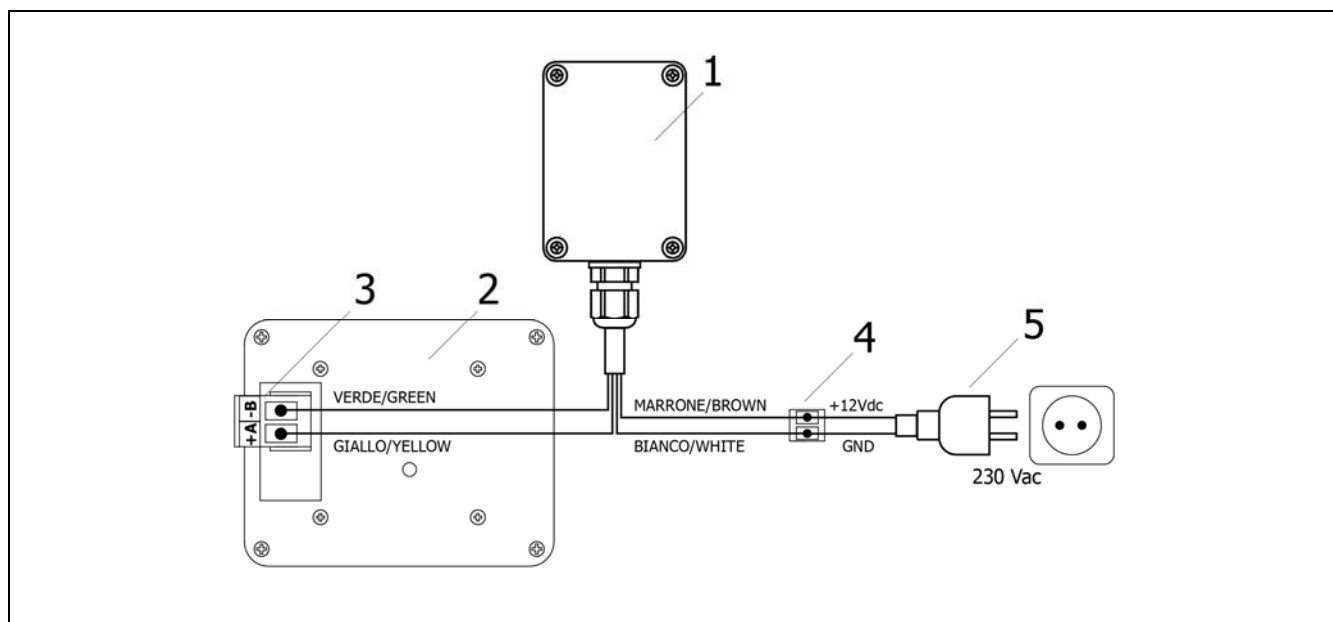 1
3
2
4
5
-B
+A
VERDE/GREEN
GIALLO/YELLOW
MARRONE/BROWN
+12Vdc
BIANCO/WHITE
GND
230 Vac